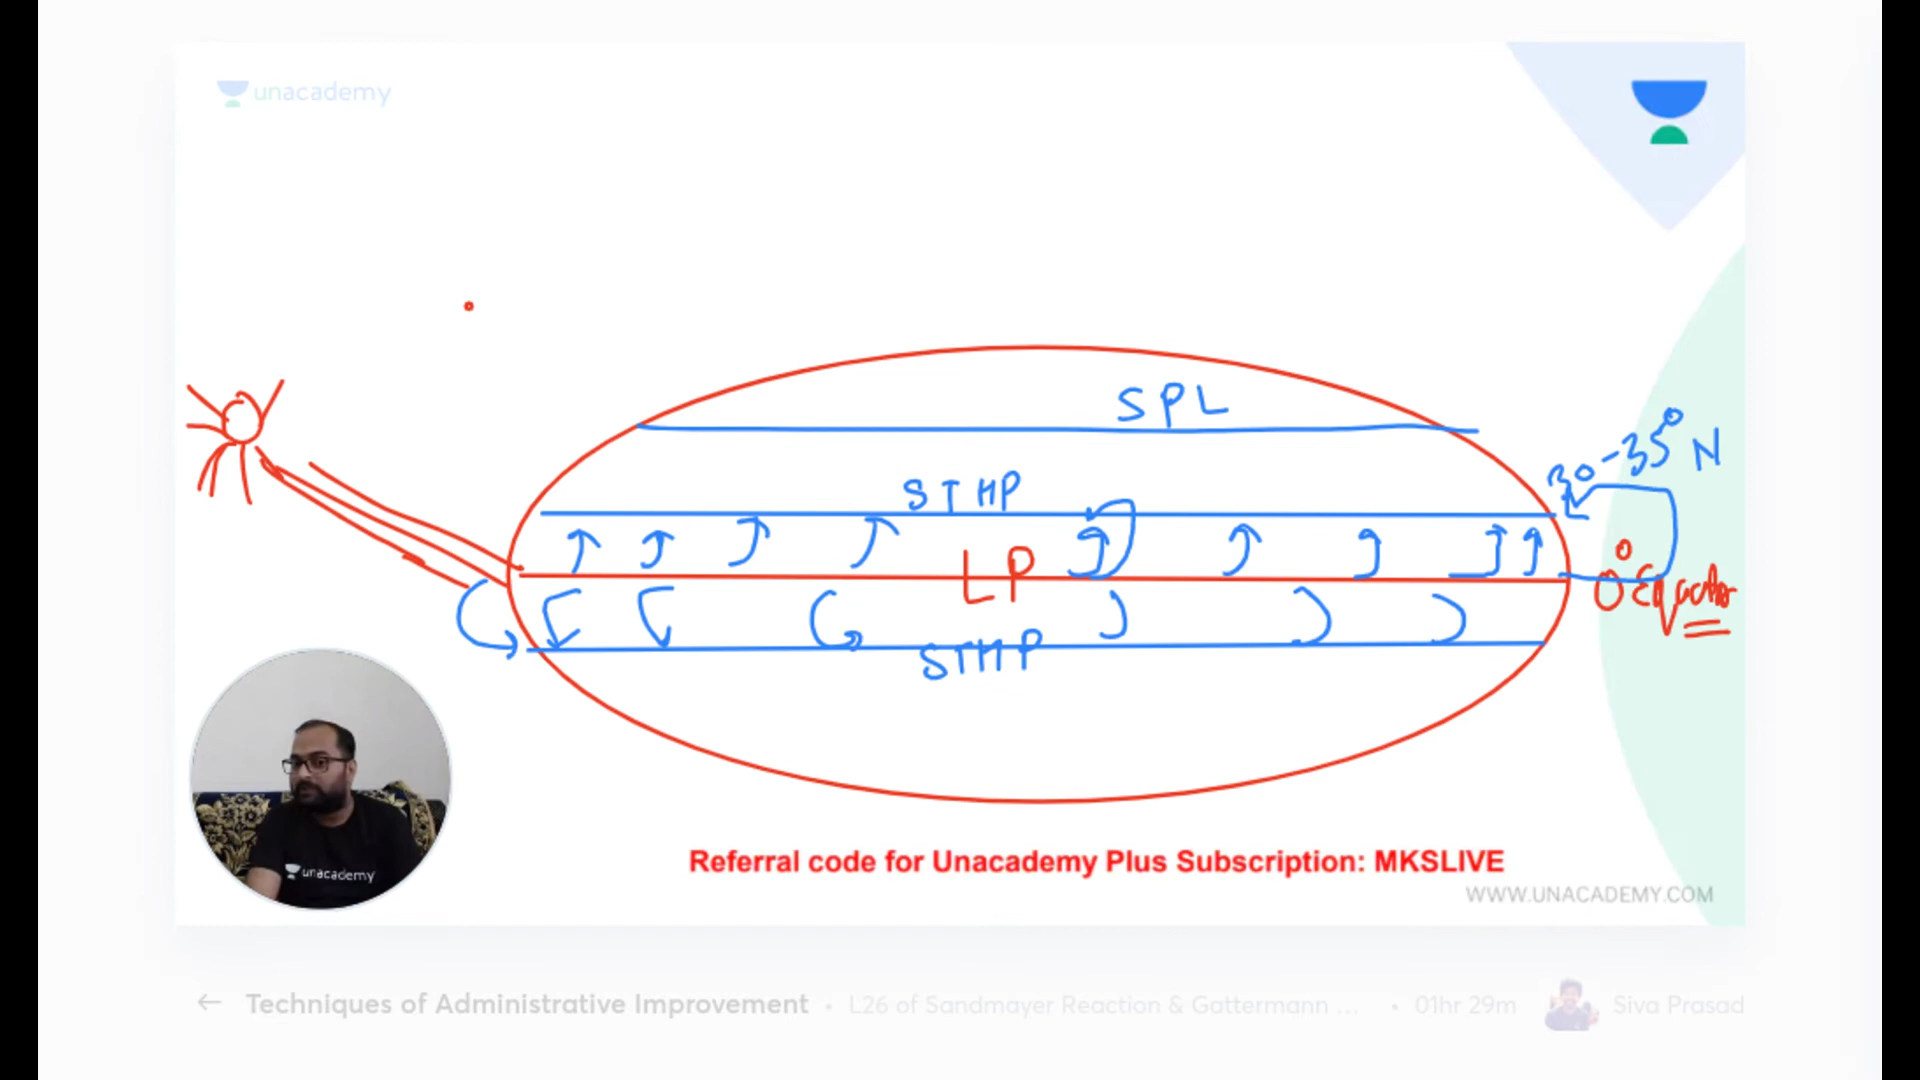 unacademy
SPL
30-35° N
STHP
LP
0° Equator
STHP
unacademy
Referral code for Unacademy Plus Subscription: MKSLIVE
WWW.UNACADEMY.COM
← Techniques of Administrative Improvement • L26 of Sandmayer Reaction & Gattermann ... • 01hr 29m Siva Prasad